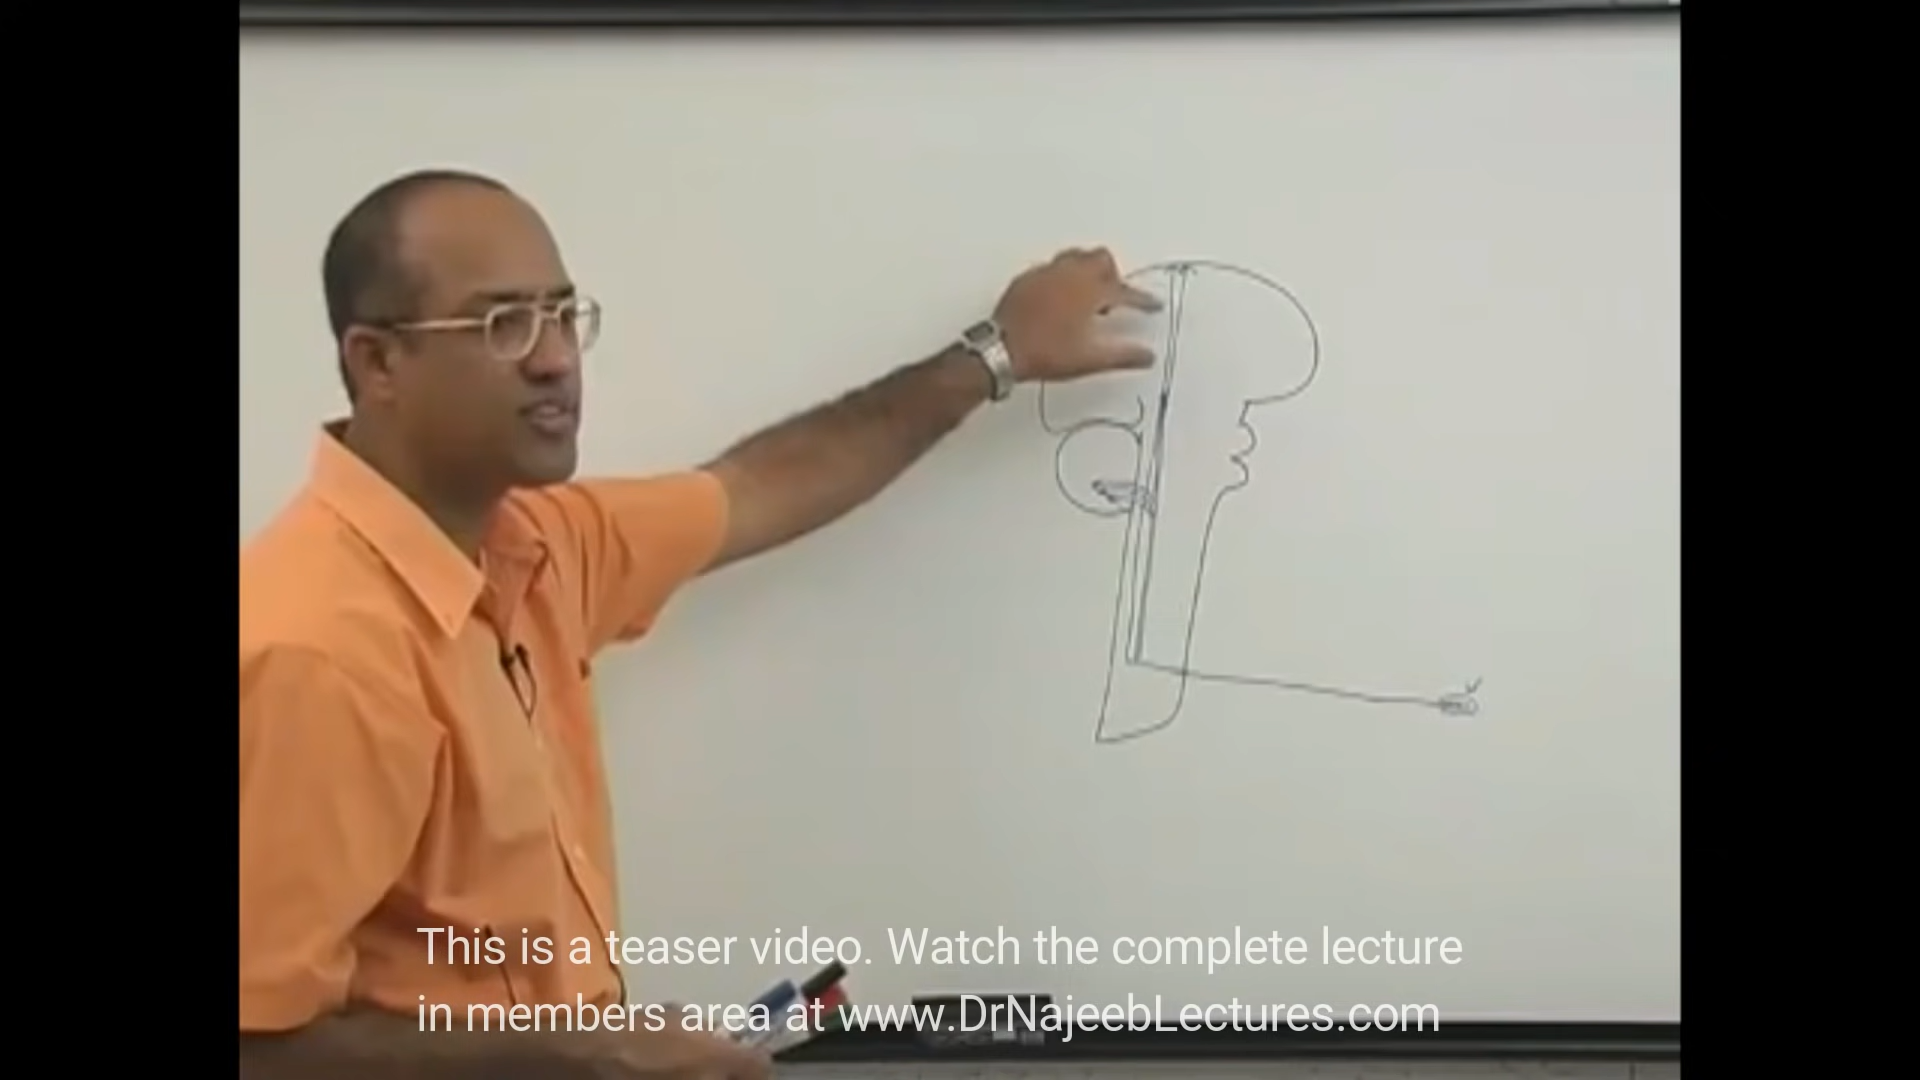 This is a teaser video. Watch the complete lecture
in members area at www.DrNajeebLectures.com